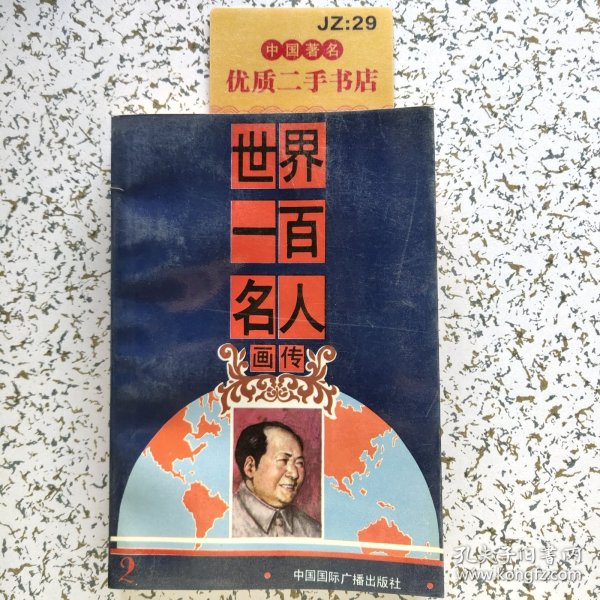 JZ:29
中国著名
优质二手书店
世界
一百
名人
画传
2
中国国际广播出版社
孔夫子旧书网
www.kongfz.com